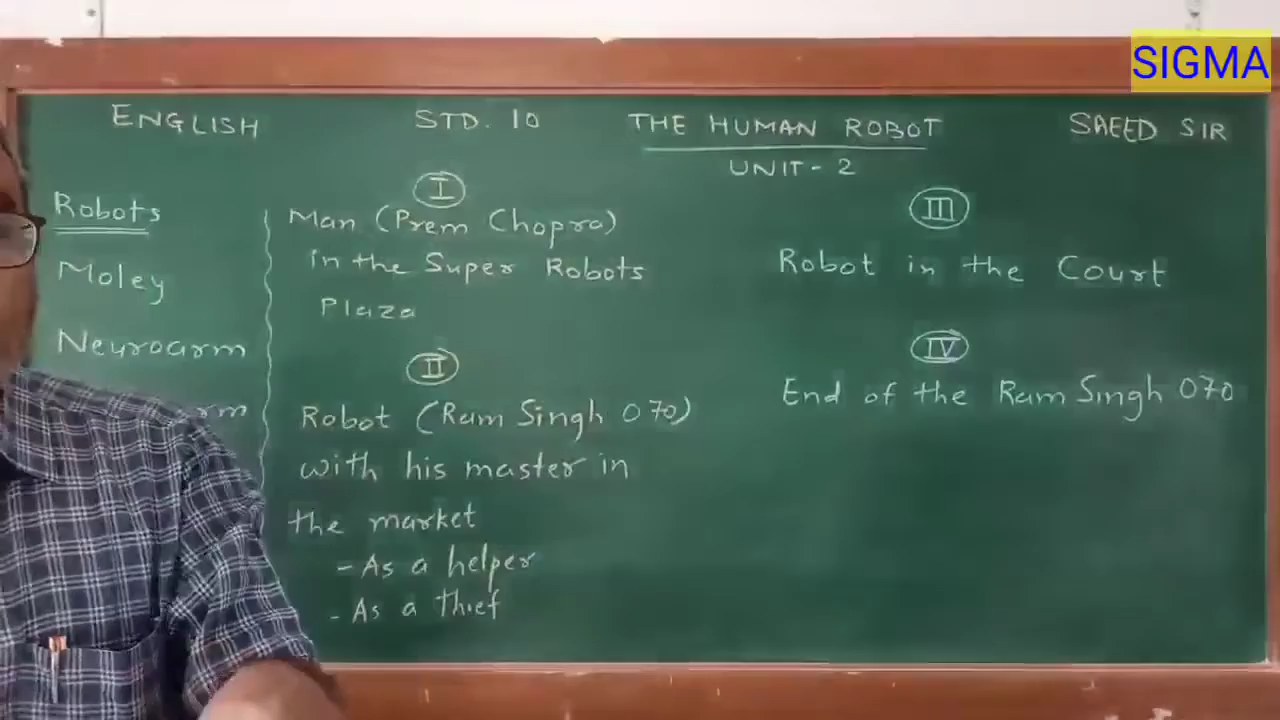 SIGMA
ENGLISH STD. 10 THE HUMAN ROBOT SAEED SIR
UNIT - 2
Robots
Moley
Neuroarm
I
Man (Prem Chopra)
in the Super Robots
Plaza
II
Robot (Ram Singh 070)
with his master in
the market
- As a helper
- As a thief
III
Robot in the Court
IV
End of the Ram Singh 070